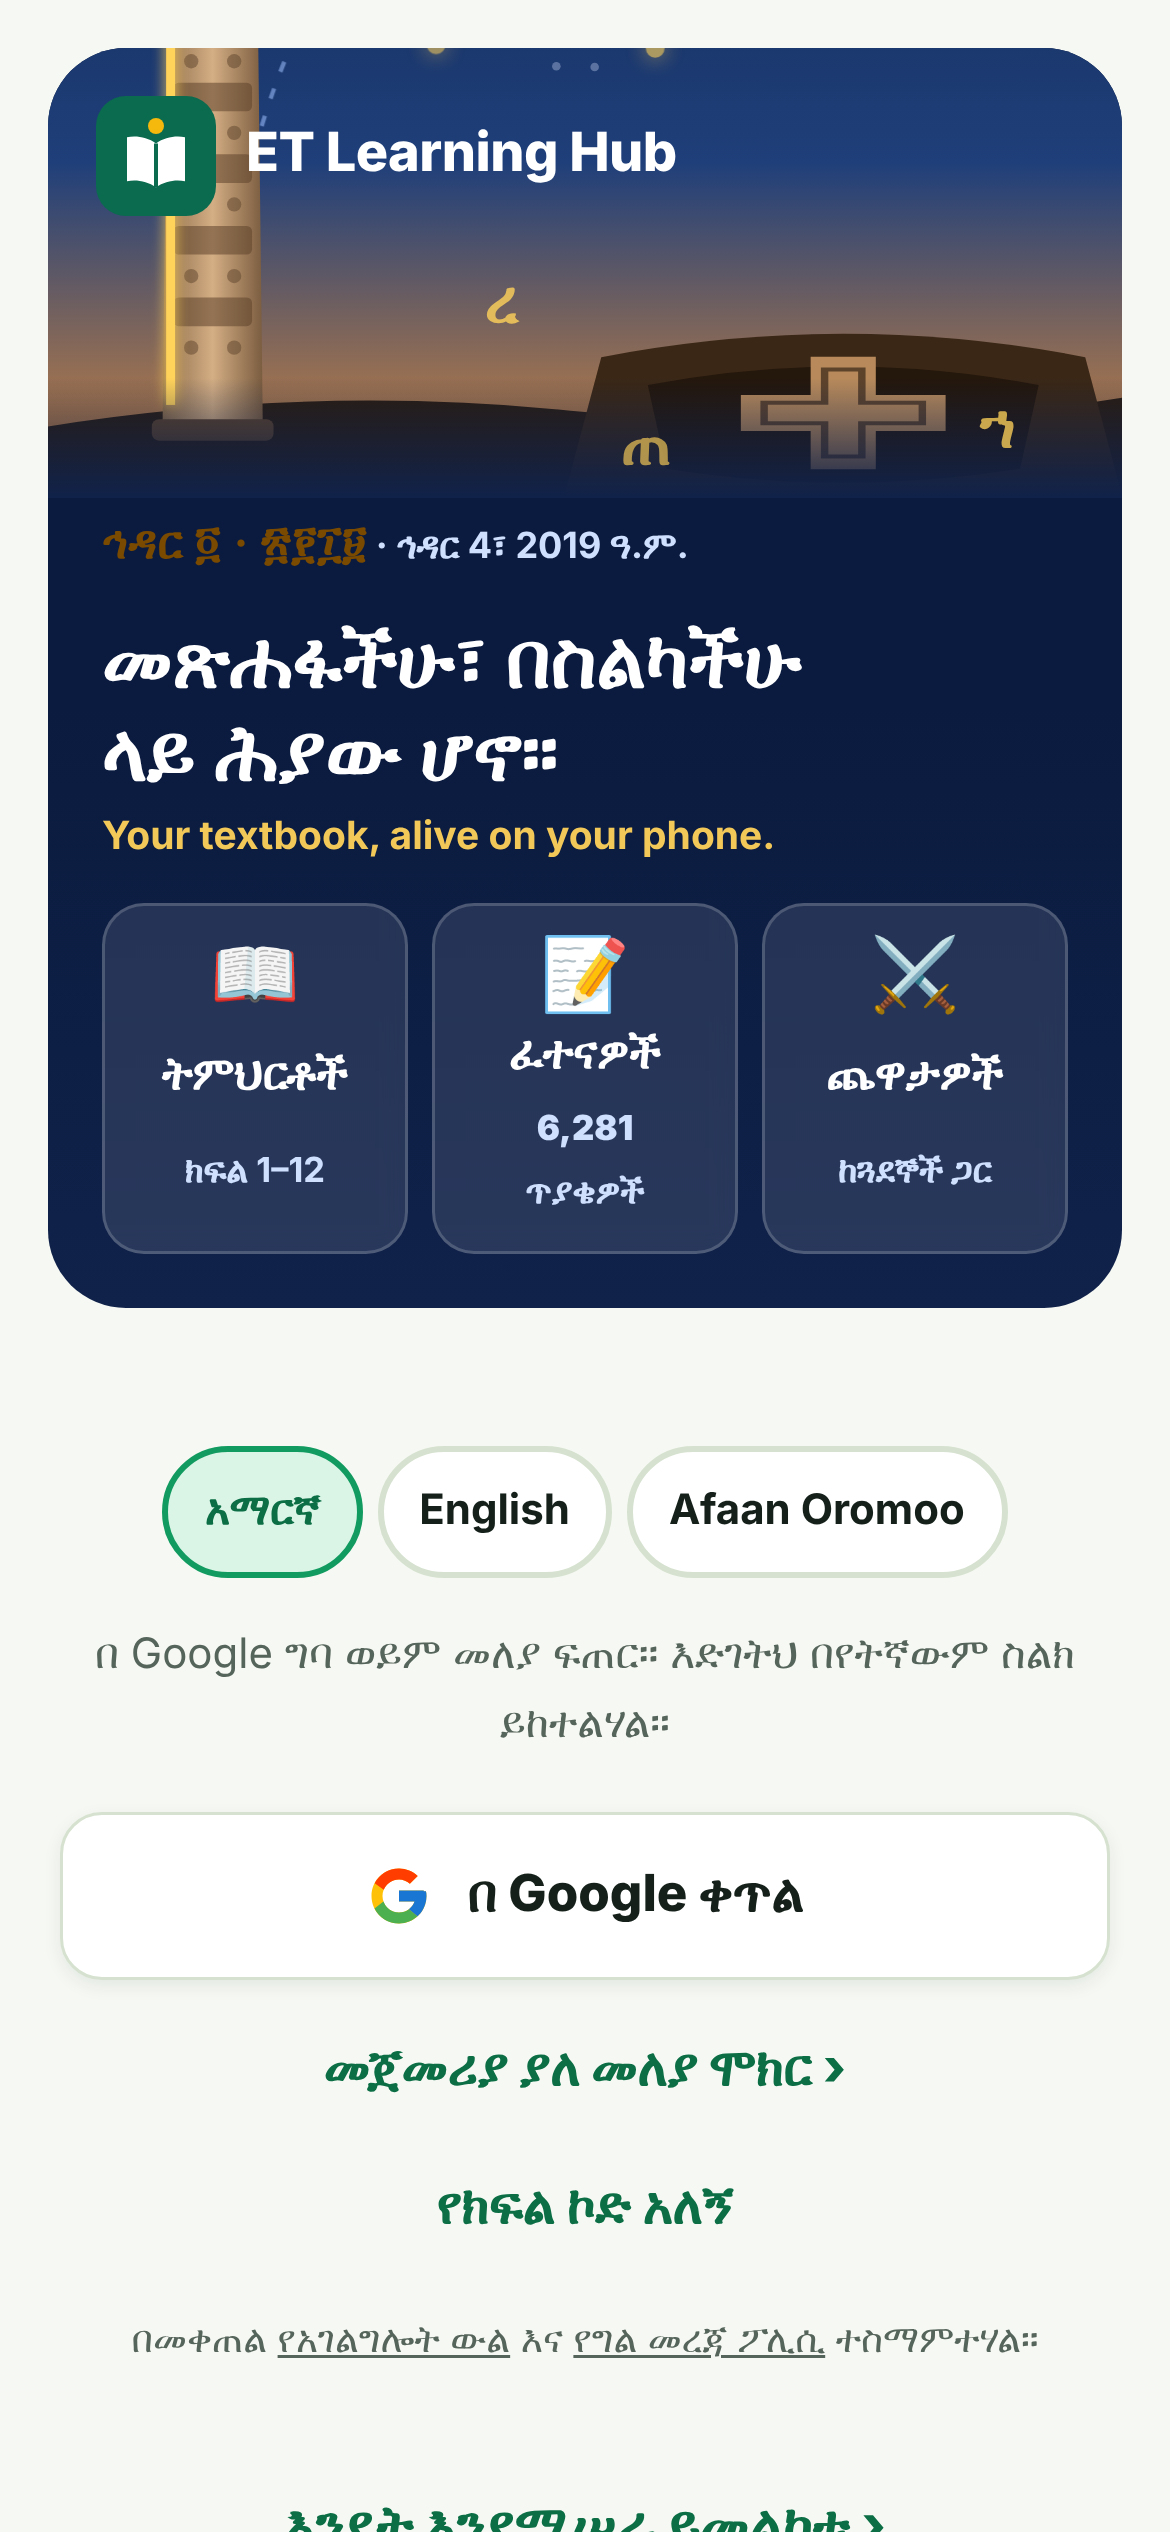 ET Learning Hub
ረ
ጠ
ኀ
ኅዳር ፬ · ፳፻፲፱ · ኅዳር 4፣ 2019 ዓ.ም.
መጽሐፋችሁ፣ በስልካችሁ
ላይ ሕያው ሆኖ።
Your textbook, alive on your phone.
ትምህርቶች
ክፍል 1–12
ፈተናዎች
6,281
ጥያቄዎች
ጨዋታዎች
ከጓደኞች ጋር
አማርኛ
English
Afaan Oromoo
በ Google ግባ ወይም መለያ ፍጠር። እድገትህ በየትኛውም ስልክ
ይከተልሃል።
በ Google ቀጥል
መጀመሪያ ያለ መለያ ሞክር ›
የክፍል ኮድ አለኝ
በመቀጠል የአገልግሎት ውል እና የግል መረጃ ፖሊሲ ተስማምተሃል።
እንዴት እንደሚሠራ ይመልከቱ ›